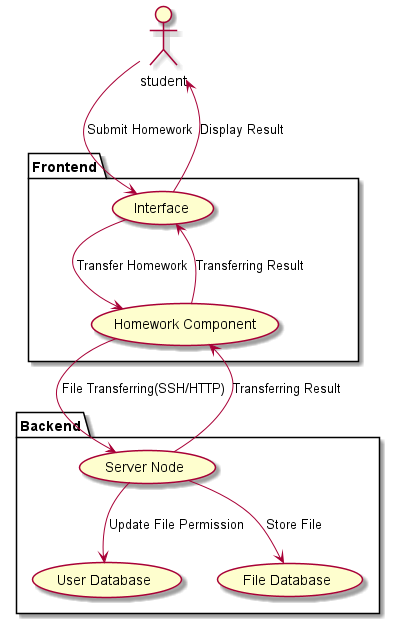 student
Submit Homework
Display Result
Frontend
Interface
Transfer Homework
Transferring Result
Homework Component
File Transferring(SSH/HTTP)
Transferring Result
Backend
Server Node
Update File Permission
Store File
User Database
File Database